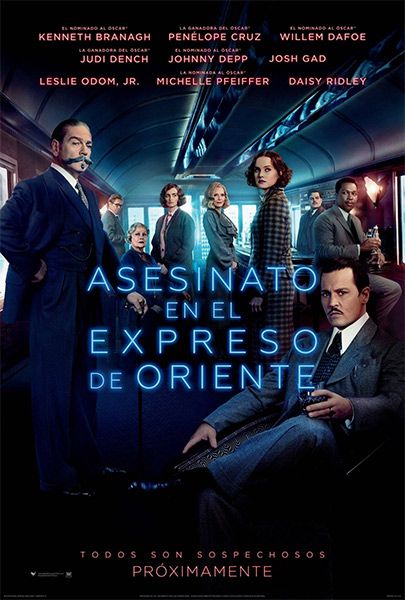 EL NOMINADO AL ÓSCAR® LA GANADORA DEL ÓSCAR® EL NOMINADO AL ÓSCAR®
KENNETH BRANAGH PENÉLOPE CRUZ WILLEM DAFOE
LA GANADORA DEL ÓSCAR® EL NOMINADO AL ÓSCAR®
JUDI DENCH JOHNNY DEPP JOSH GAD
LA NOMINADA AL ÓSCAR®
LESLIE ODOM, JR. MICHELLE PFEIFFER DAISY RIDLEY
ASESINATO
EN EL
EXPRESO
DE ORIENTE
TODOS SON SOSPECHOSOS
PRÓXIMAMENTE